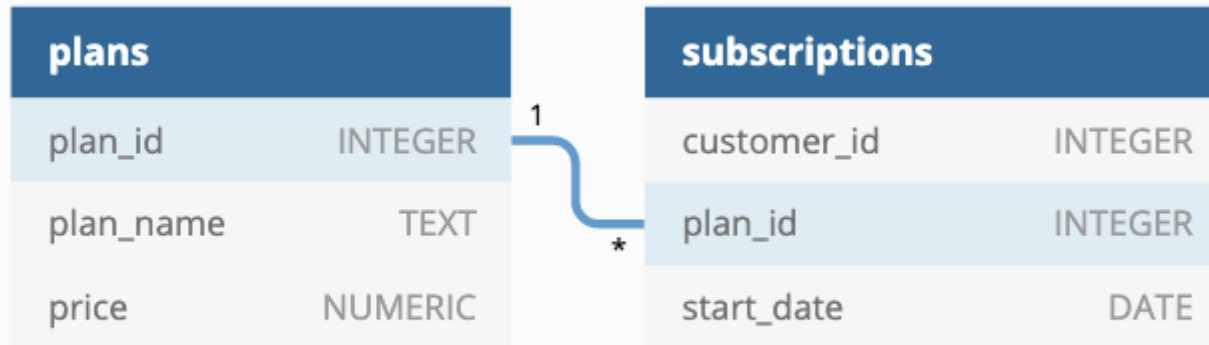 plans
plan_id INTEGER
plan_name TEXT
price NUMERIC
1
*
subscriptions
customer_id INTEGER
plan_id INTEGER
start_date DATE